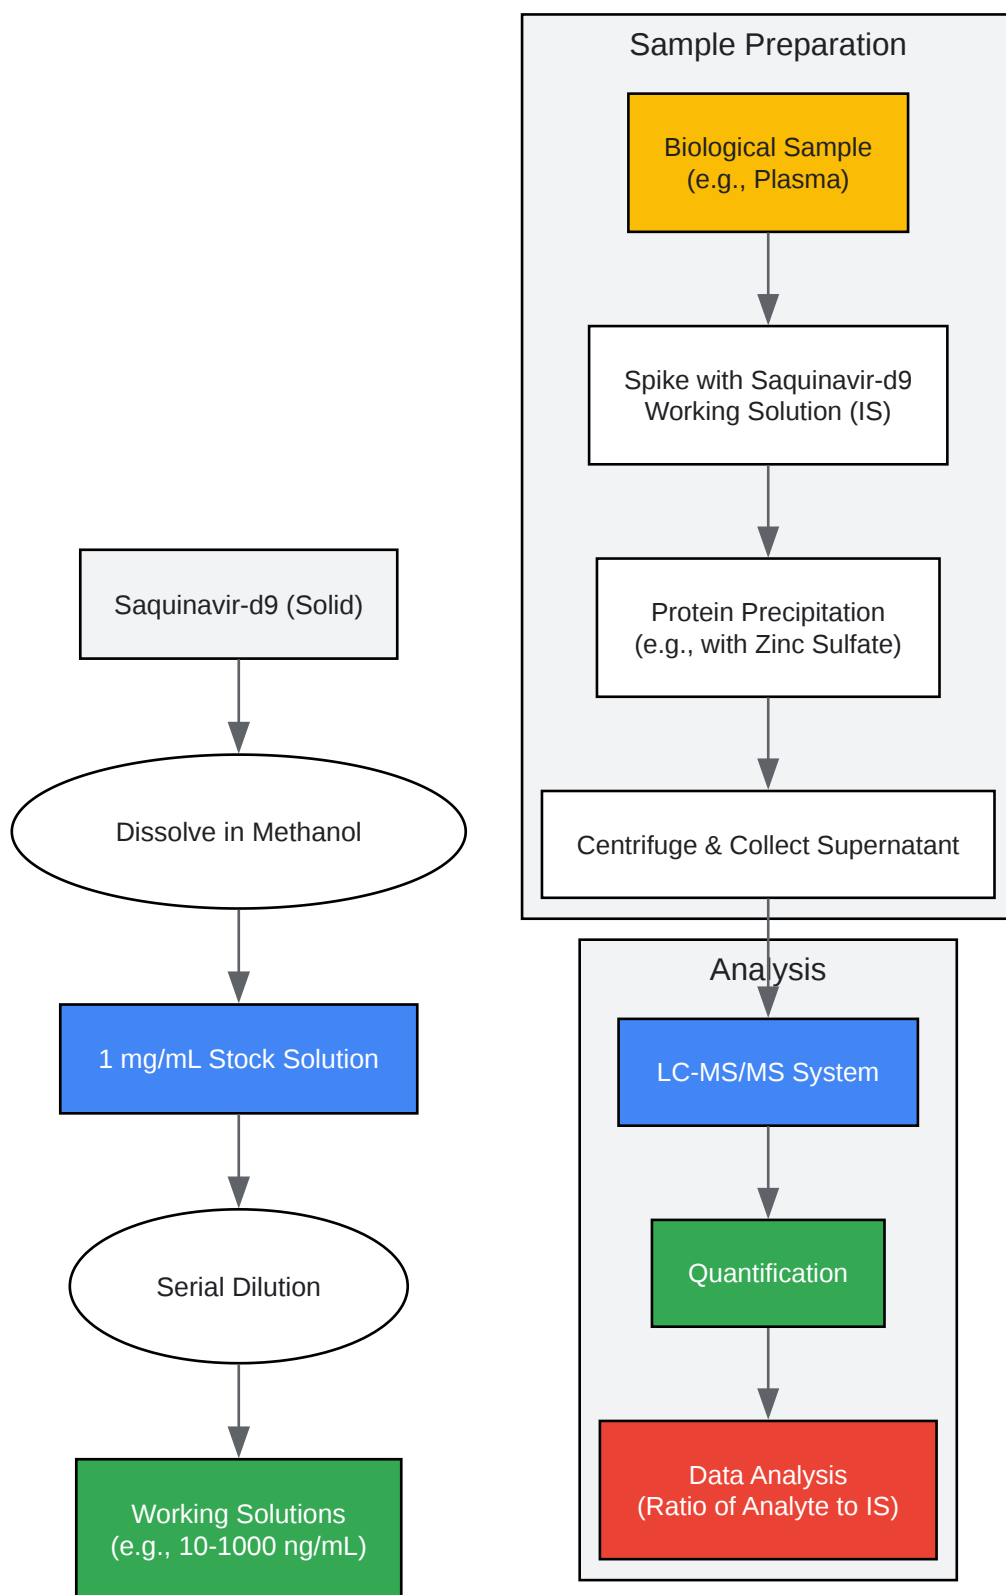 Sample Preparation
Biological Sample
(e.g., Plasma)
Spike with Saquinavir-d9
Working Solution (IS)
Protein Precipitation
(e.g., with Zinc Sulfate)
Centrifuge & Collect Supernatant
Analysis
LC-MS/MS System
Quantification
Data Analysis
(Ratio of Analyte to IS)
Saquinavir-d9 (Solid)
Dissolve in Methanol
1 mg/mL Stock Solution
Serial Dilution
Working Solutions
(e.g., 10-1000 ng/mL)